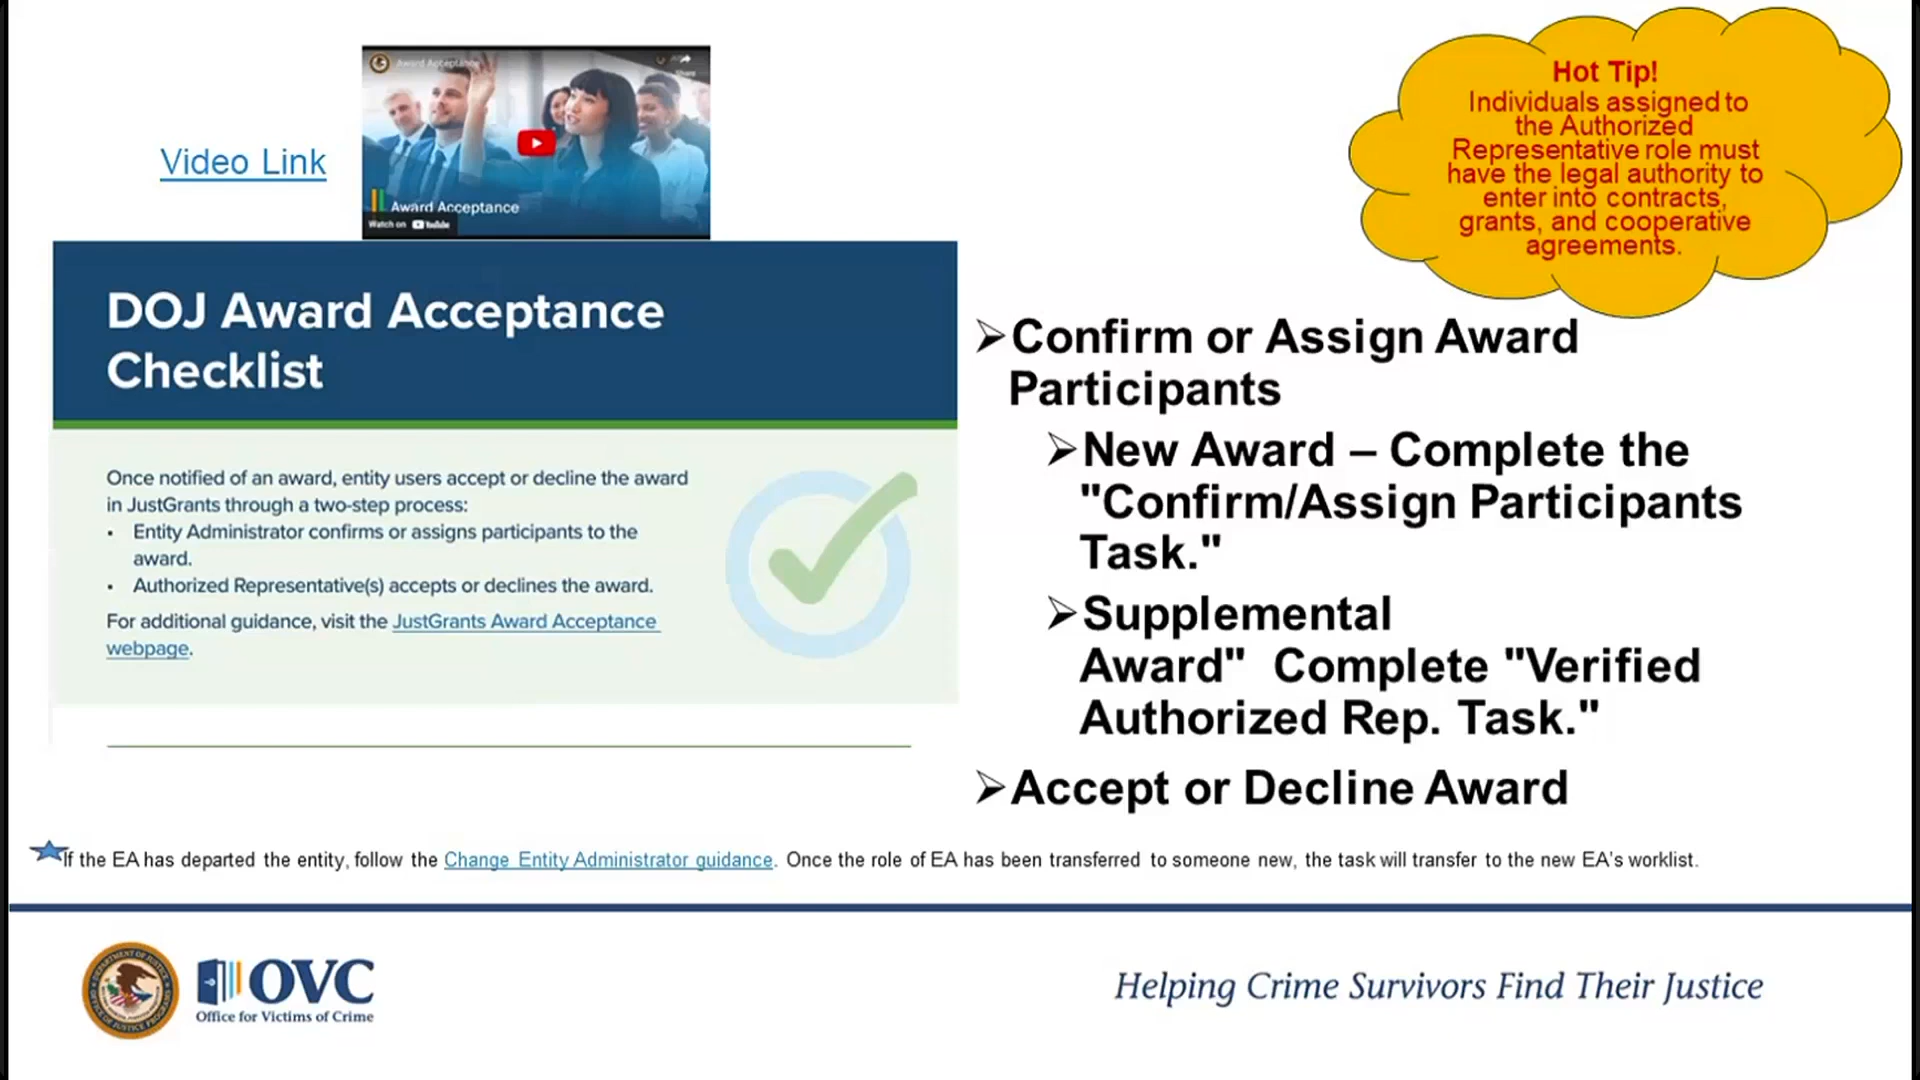 Award Acceptance
Share
Video Link
Award Acceptance
Watch on YouTube
Hot Tip!
Individuals assigned to
the Authorized
Representative role must
have the legal authority to
enter into contracts,
grants, and cooperative
agreements.
DOJ Award Acceptance
Checklist
Once notified of an award, entity users accept or decline the award
in JustGrants through a two-step process:
• Entity Administrator confirms or assigns participants to the
award.
• Authorized Representative(s) accepts or declines the award.
For additional guidance, visit the JustGrants Award Acceptance
webpage.
➢Confirm or Assign Award
Participants
➢New Award – Complete the
"Confirm/Assign Participants
Task."
➢Supplemental
Award" Complete "Verified
Authorized Rep. Task."
➢Accept or Decline Award
If the EA has departed the entity, follow the Change Entity Administrator guidance. Once the role of EA has been transferred to someone new, the task will transfer to the new EA's worklist.
OVC
Office for Victims of Crime
Helping Crime Survivors Find Their Justice